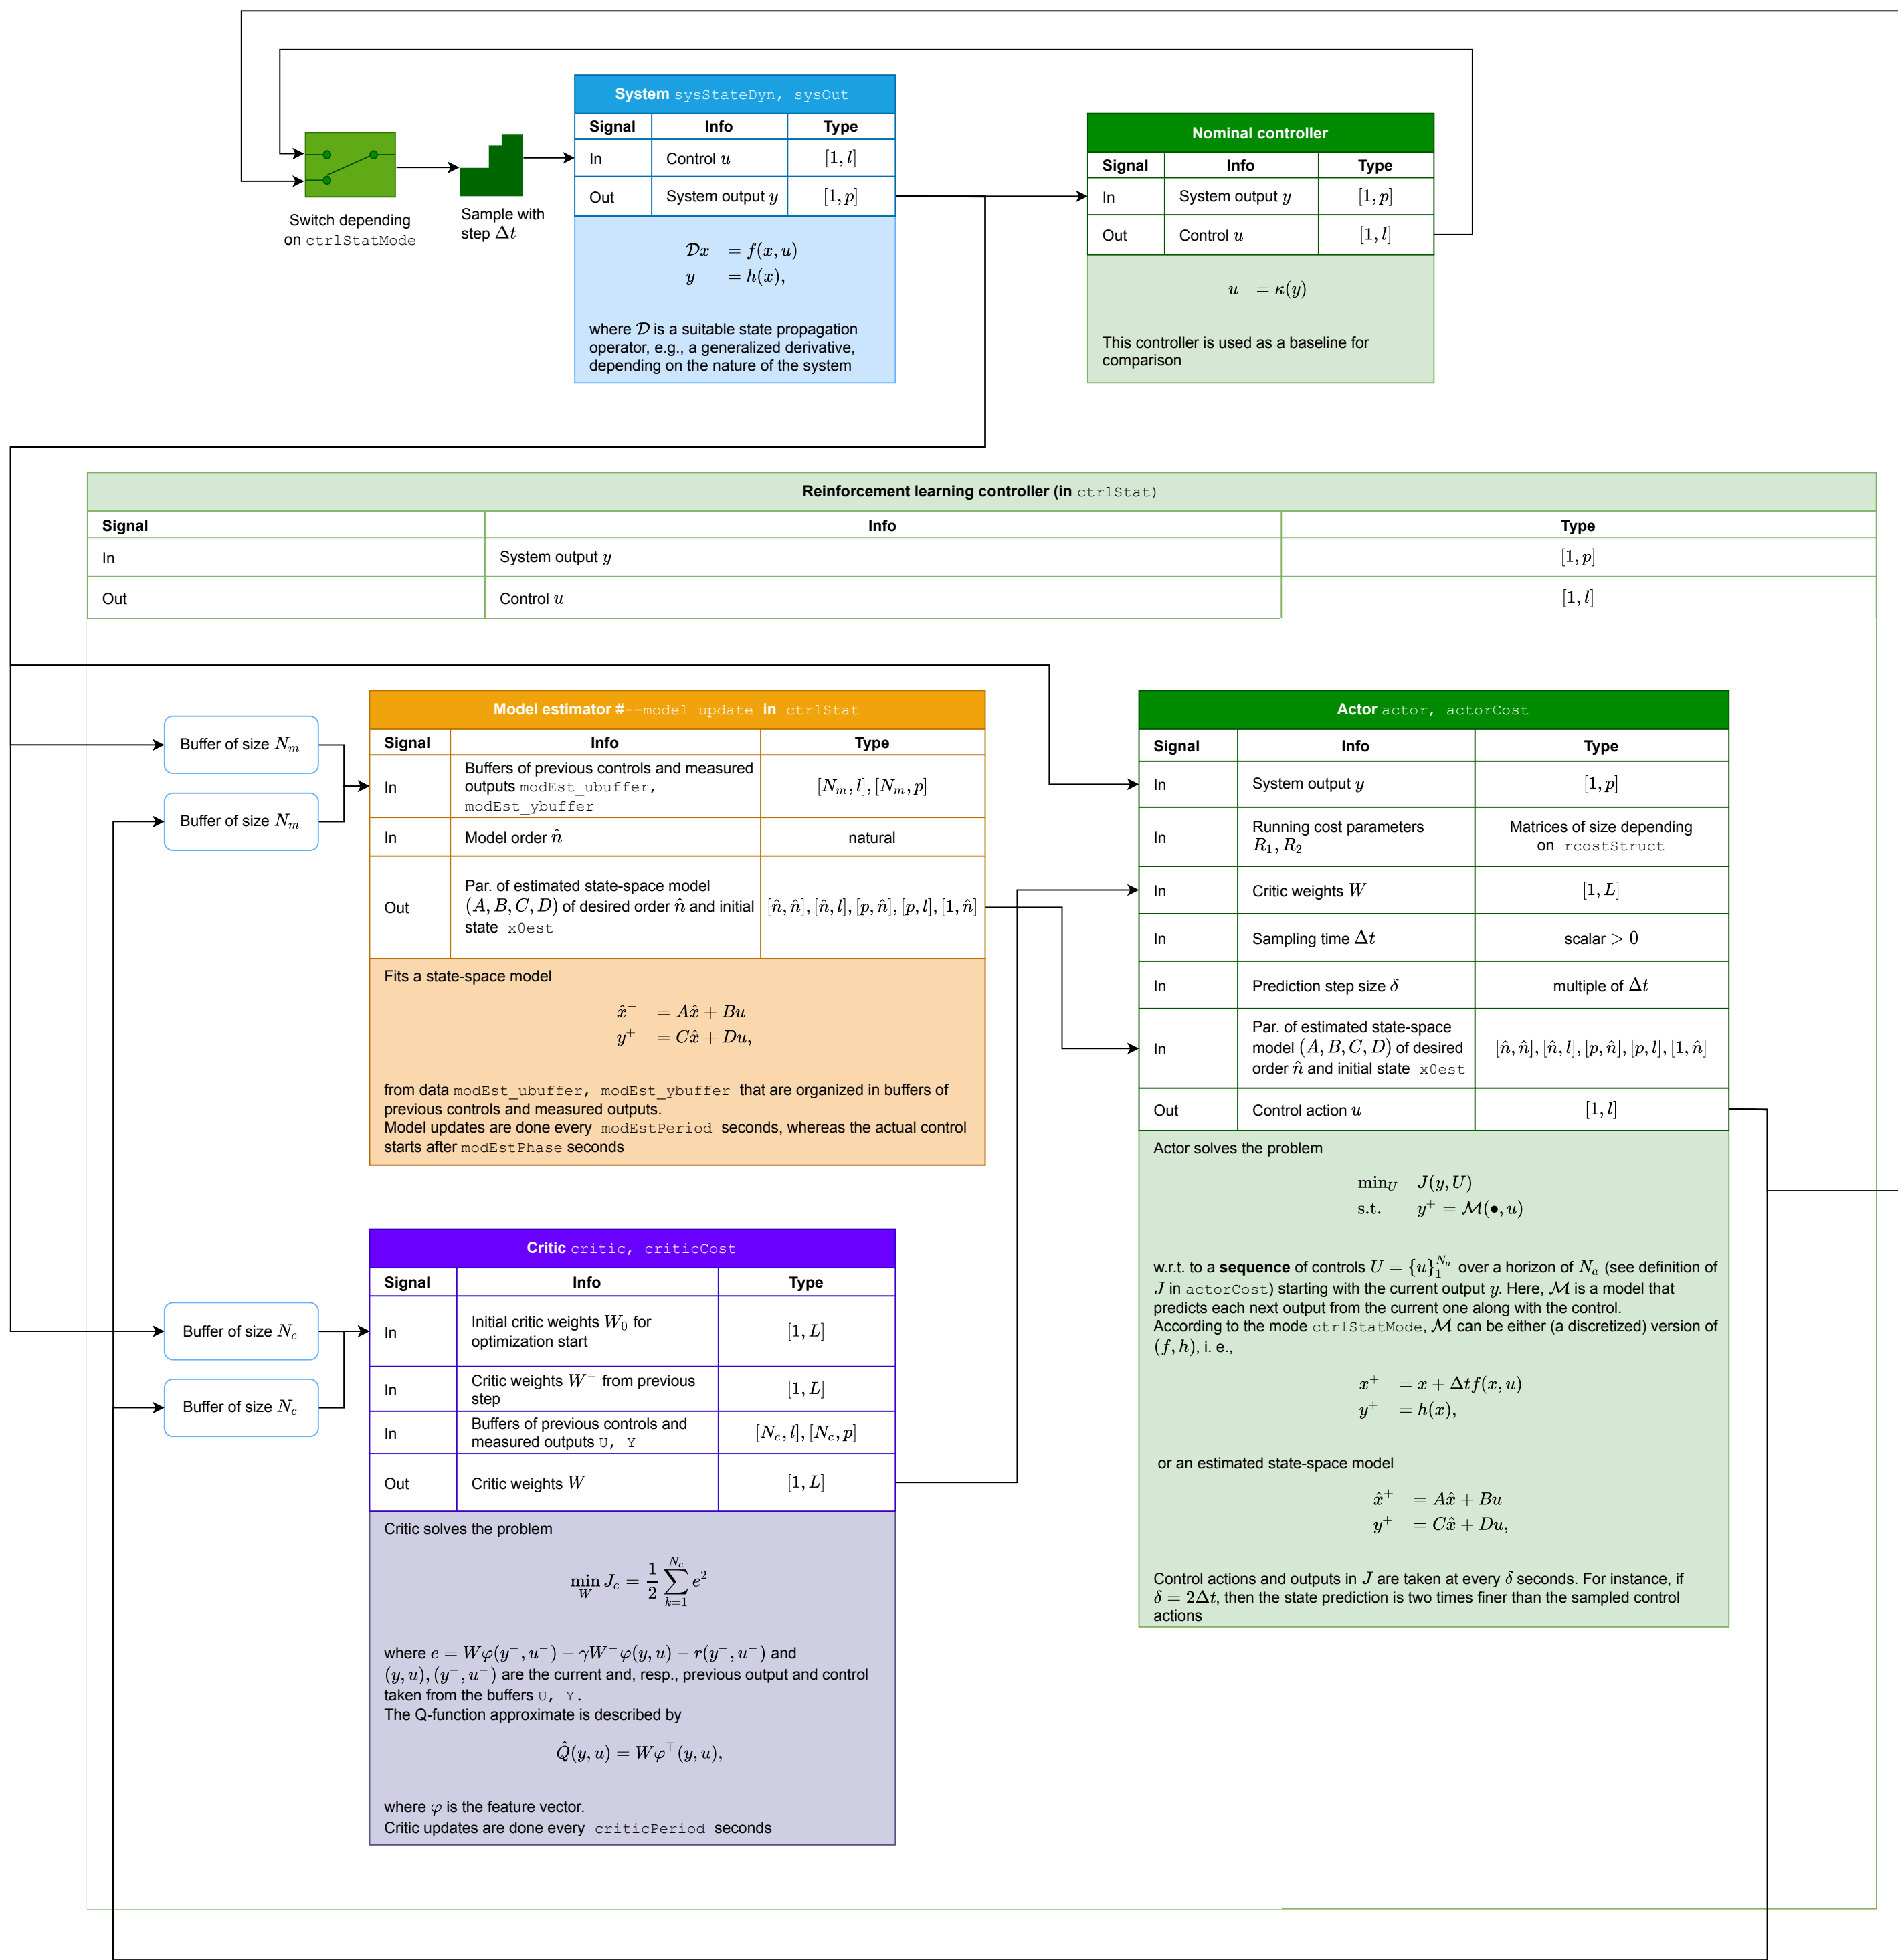 System sysStateDyn, sysOut
Signal Info Type
In Control u [1, l]
Out System output y [1, p]
𝒟x = f(x, u)
y = h(x),
where 𝒟 is a suitable state propagation
operator, e.g., a generalized derivative,
depending on the nature of the system
Switch depending
on ctrlStatMode
Sample with
step Δt
Nominal controller
Signal Info Type
In System output y [1, p]
Out Control u [1, l]
u = κ(y)
This controller is used as a baseline for
comparison
Reinforcement learning controller (in ctrlStat)
Signal Info Type
In System output y [1, p]
Out Control u [1, l]
Buffer of size N_m
Buffer of size N_m
Model estimator #--model update in ctrlStat
Signal Info Type
In Buffers of previous controls and measured
outputs modEst_ubuffer,
modEst_ybuffer
[N_m, l], [N_m, p]
In Model order n̂ natural
Out Par. of estimated state-space model
(A, B, C, D) of desired order n̂ and initial
state x0est
[n̂, n̂], [n̂, l], [p, n̂], [p, l], [1, n̂]
Fits a state-space model
x̂⁺ = Ax̂ + Bu
y⁺ = Cx̂ + Du,
from data modEst_ubuffer, modEst_ybuffer that are organized in buffers of
previous controls and measured outputs.
Model updates are done every modEstPeriod seconds, whereas the actual control
starts after modEstPhase seconds
Buffer of size N_c
Buffer of size N_c
Critic critic, criticCost
Signal Info Type
In Initial critic weights W₀ for
optimization start
[1, L]
In Critic weights W⁻ from previous
step
[1, L]
In Buffers of previous controls and
measured outputs U, Y
[N_c, l], [N_c, p]
Out Critic weights W [1, L]
Critic solves the problem
min_W J_c = 1/2 ∑_{k=1}^{N_c} e²
where e = Wφ(y⁻, u⁻) − γW⁻φ(y, u) − r(y⁻, u⁻) and
(y, u), (y⁻, u⁻) are the current and, resp., previous output and control
taken from the buffers U, Y.
The Q-function approximate is described by
Q̂(y, u) = Wφ^⊤(y, u),
where φ is the feature vector.
Critic updates are done every criticPeriod seconds
Actor actor, actorCost
Signal Info Type
In System output y [1, p]
In Running cost parameters
R₁, R₂
Matrices of size depending
on rcostStruct
In Critic weights W [1, L]
In Sampling time Δt scalar > 0
In Prediction step size δ multiple of Δt
In Par. of estimated state-space
model (A, B, C, D) of desired
order n̂ and initial state x0est
[n̂, n̂], [n̂, l], [p, n̂], [p, l], [1, n̂]
Out Control action u [1, l]
Actor solves the problem
min_U J(y, U)
s.t. y⁺ = ℳ(•, u)
w.r.t. to a sequence of controls U = {u}_1^{N_a} over a horizon of N_a (see definition of
J in actorCost) starting with the current output y. Here, ℳ is a model that
predicts each next output from the current one along with the control.
According to the mode ctrlStatMode, ℳ can be either (a discretized) version of
(f, h), i. e.,
x⁺ = x + Δtf(x, u)
y⁺ = h(x),
or an estimated state-space model
x̂⁺ = Ax̂ + Bu
y⁺ = Cx̂ + Du,
Control actions and outputs in J are taken at every δ seconds. For instance, if
δ = 2Δt, then the state prediction is two times finer than the sampled control
actions